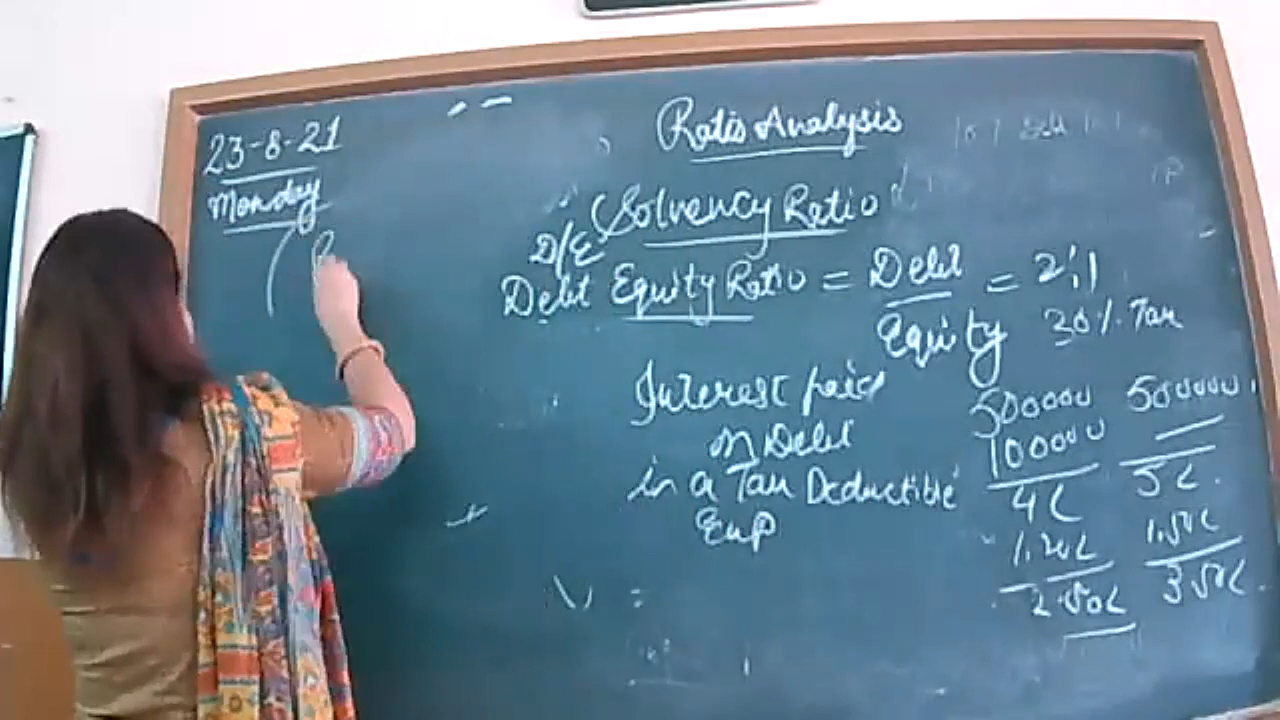 23-8-21
Monday
Ratio Analysis
(Solvency Ratio
D/E
Debt Equity Ratio = Debt = 2:1
Equity
30% Tax
Interest paid
on Debt
in a Tax Deductible
Exp
500000 500000
100000
4L 5L
1.20L 1.50L
2.80L 3.50L